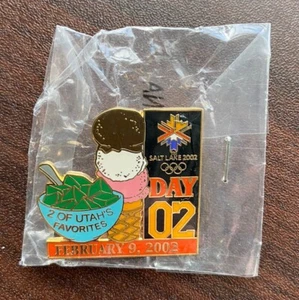 SALT LAKE 2002
DAY
02
2 OF UTAH'S
FAVORITES
FEBRUARY 9, 2002